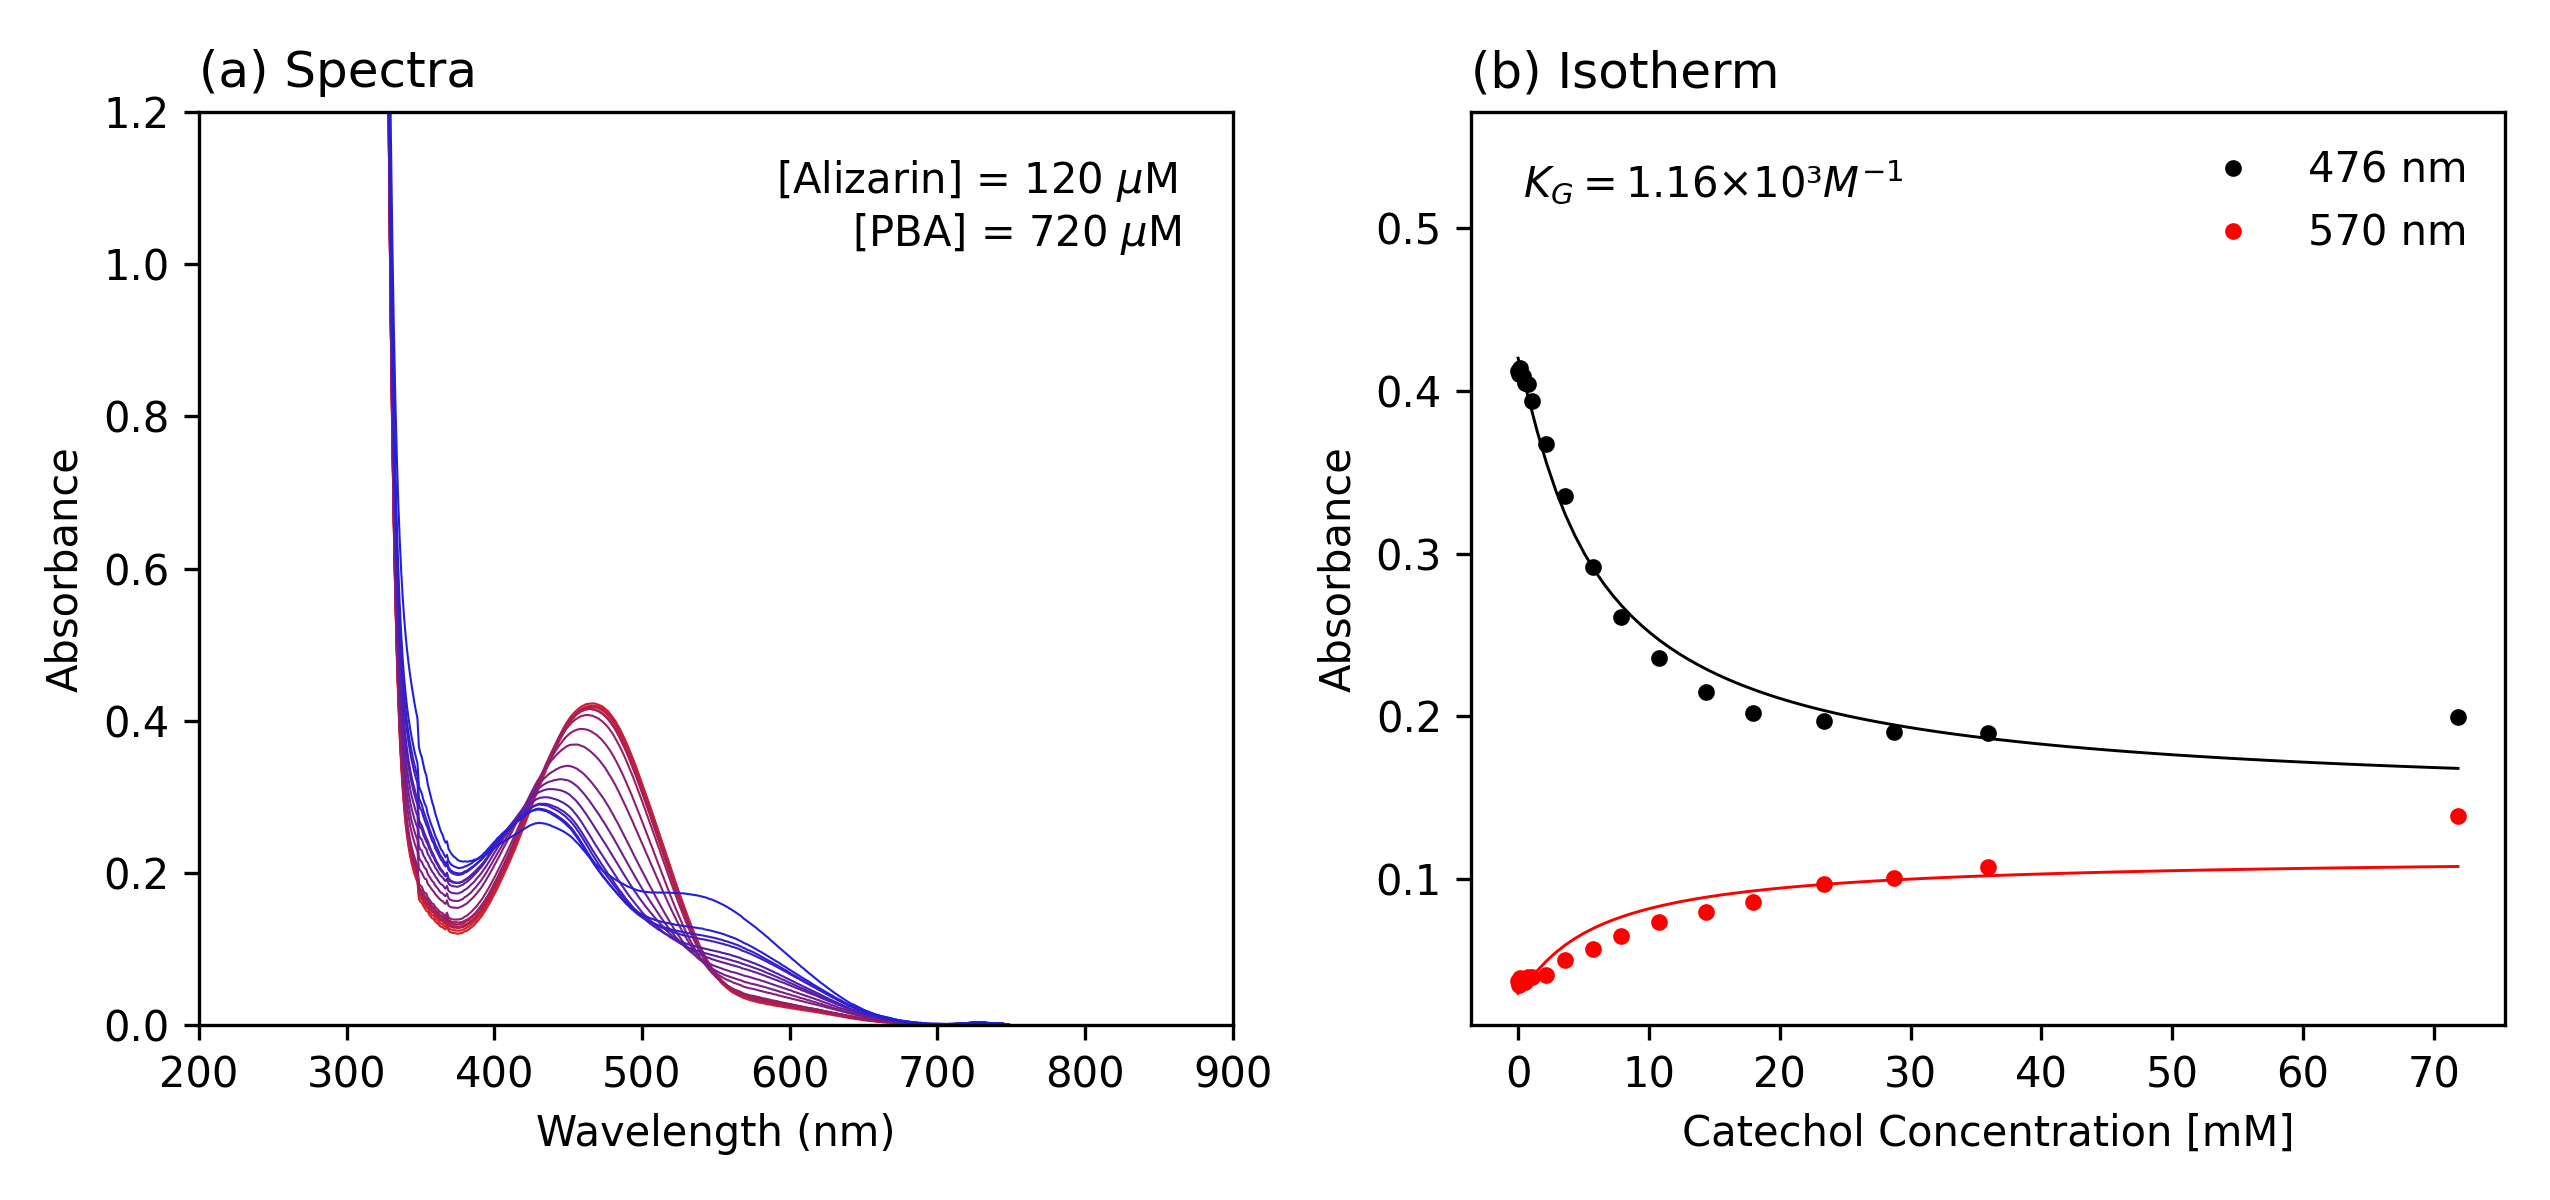 (a) Spectra
[Alizarin] = 120 μM
[PBA] = 720 μM
1.2
1.0
0.8
0.6
0.4
0.2
0.0
Absorbance
200 300 400 500 600 700 800 900
Wavelength (nm)
(b) Isotherm
K_G = 1.16×10³M⁻¹
476 nm
570 nm
0.5
0.4
0.3
0.2
0.1
Absorbance
0 10 20 30 40 50 60 70
Catechol Concentration [mM]